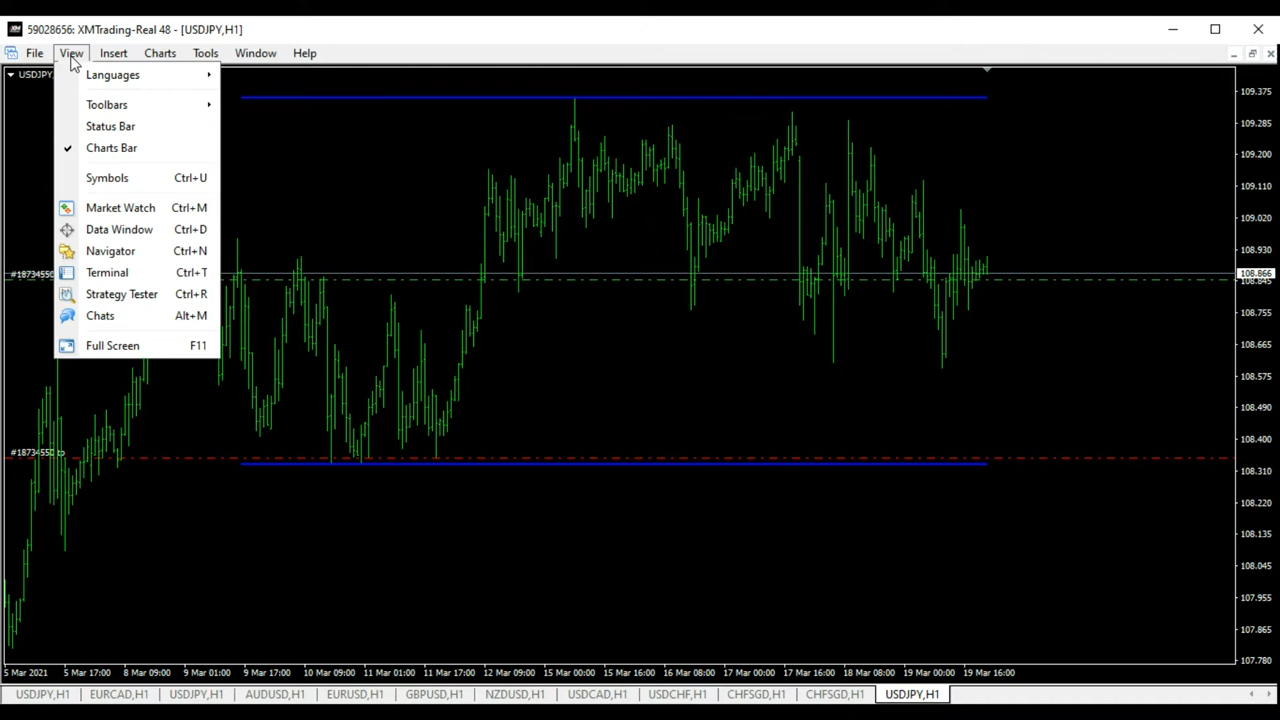 59028656: XMTrading-Real 48 - [USDJPY,H1]
File View Insert Charts Tools Window Help
USDJPY,
Languages
Toolbars
Status Bar
Charts Bar
Symbols Ctrl+U
Market Watch Ctrl+M
Data Window Ctrl+D
Navigator Ctrl+N
Terminal Ctrl+T
Strategy Tester Ctrl+R
Chats Alt+M
Full Screen F11
#18734550
#18734550 tp
109.375
109.285
109.200
109.110
109.020
108.930
108.866
108.845
108.755
108.665
108.575
108.490
108.400
108.310
108.220
108.135
108.045
107.955
107.865
107.780
5 Mar 2021 5 Mar 17:00 8 Mar 09:00 9 Mar 01:00 9 Mar 17:00 10 Mar 09:00 11 Mar 01:00 11 Mar 17:00 12 Mar 09:00 15 Mar 00:00 15 Mar 16:00 16 Mar 08:00 17 Mar 00:00 17 Mar 16:00 18 Mar 08:00 19 Mar 00:00 19 Mar 16:00
USDJPY,H1 EURCAD,H1 USDJPY,H1 AUDUSD,H1 EURUSD,H1 GBPUSD,H1 NZDUSD,H1 USDCAD,H1 USDCHF,H1 CHFSGD,H1 CHFSGD,H1 USDJPY,H1